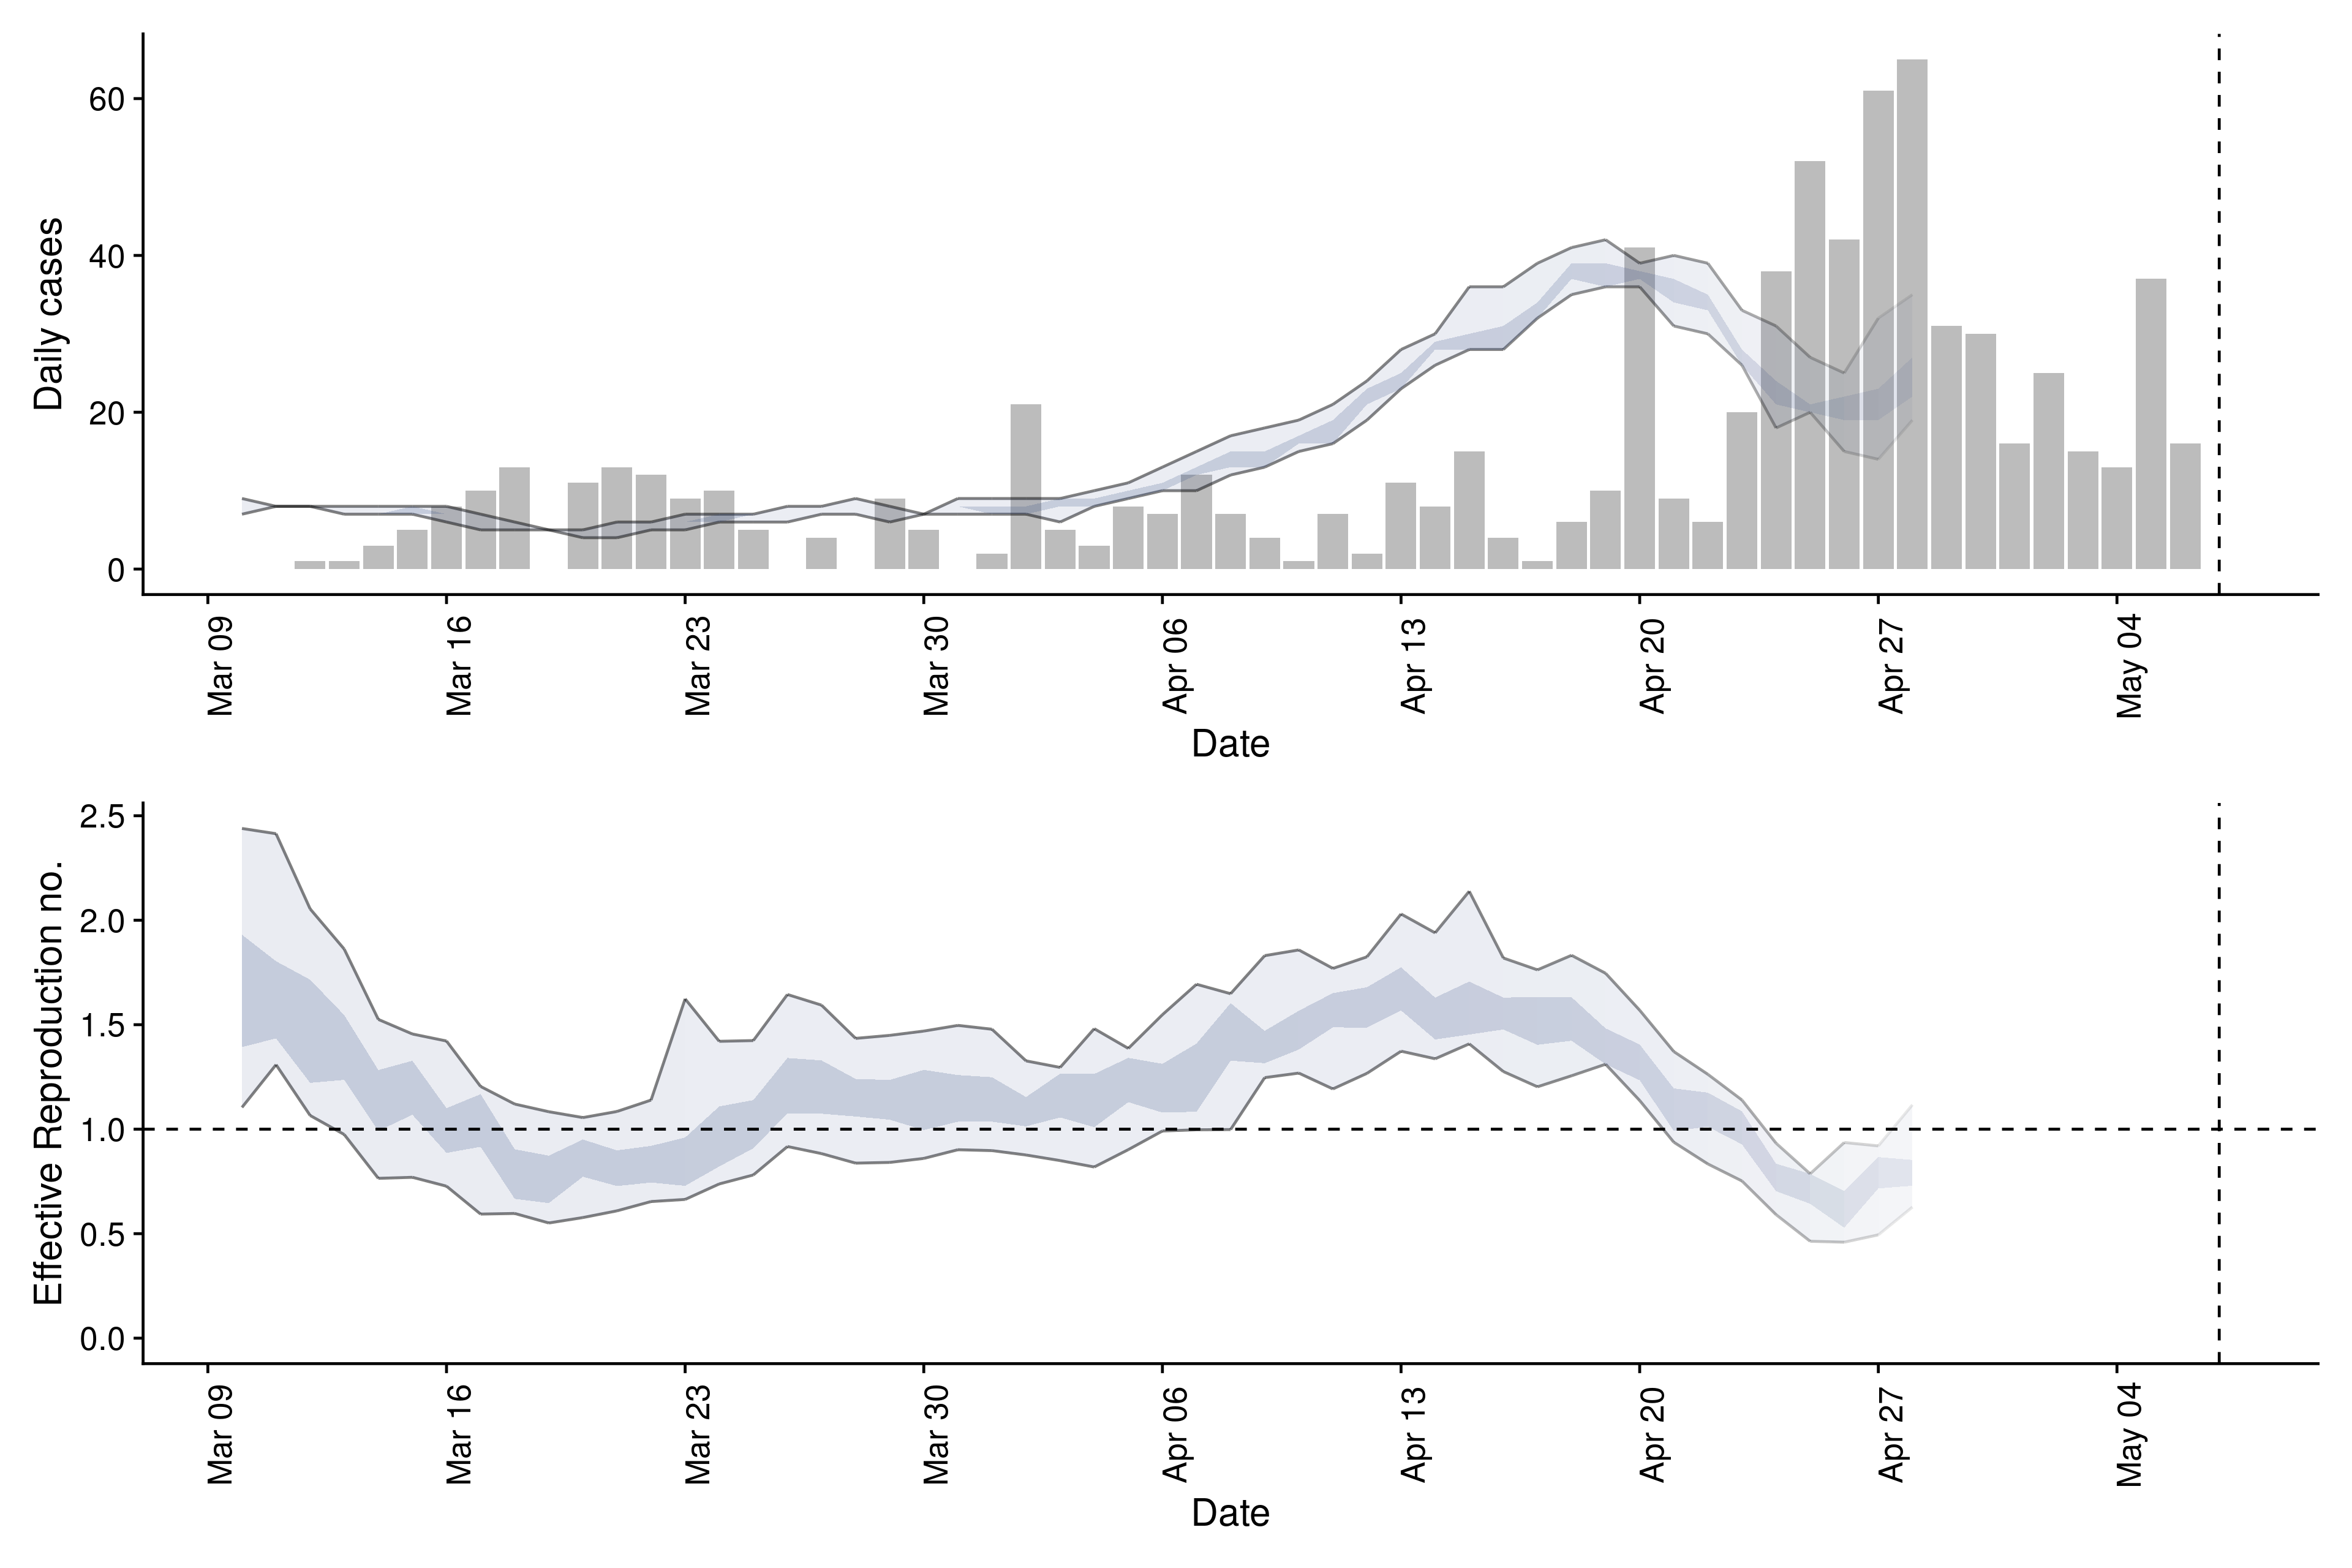 Daily cases
60
40
20
0
Mar 09
Mar 16
Mar 23
Mar 30
Apr 06
Apr 13
Apr 20
Apr 27
May 04
Date
Effective Reproduction no.
2.5
2.0
1.5
1.0
0.5
0.0
Mar 09
Mar 16
Mar 23
Mar 30
Apr 06
Apr 13
Apr 20
Apr 27
May 04
Date